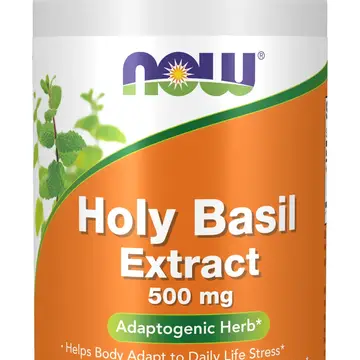 NOW
Holy Basil
Extract
500 mg
Adaptogenic Herb*
• Helps Body Adapt to Daily Life Stress*